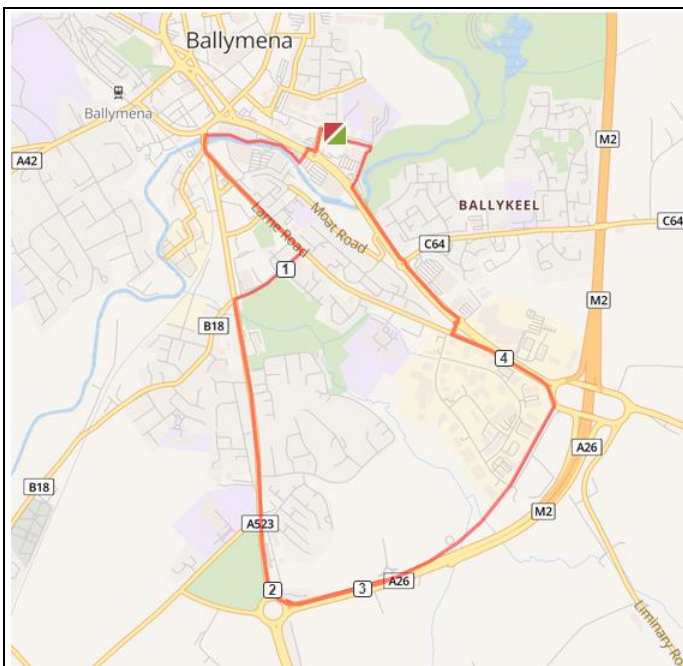 Ballymena
Ballymena
A42
M2
BALLYKEEL
C64
Moat Road
Larne Road
C64
1
M2
B18
4
A26
B18
M2
A523
2
3
A26
Liminary Ro